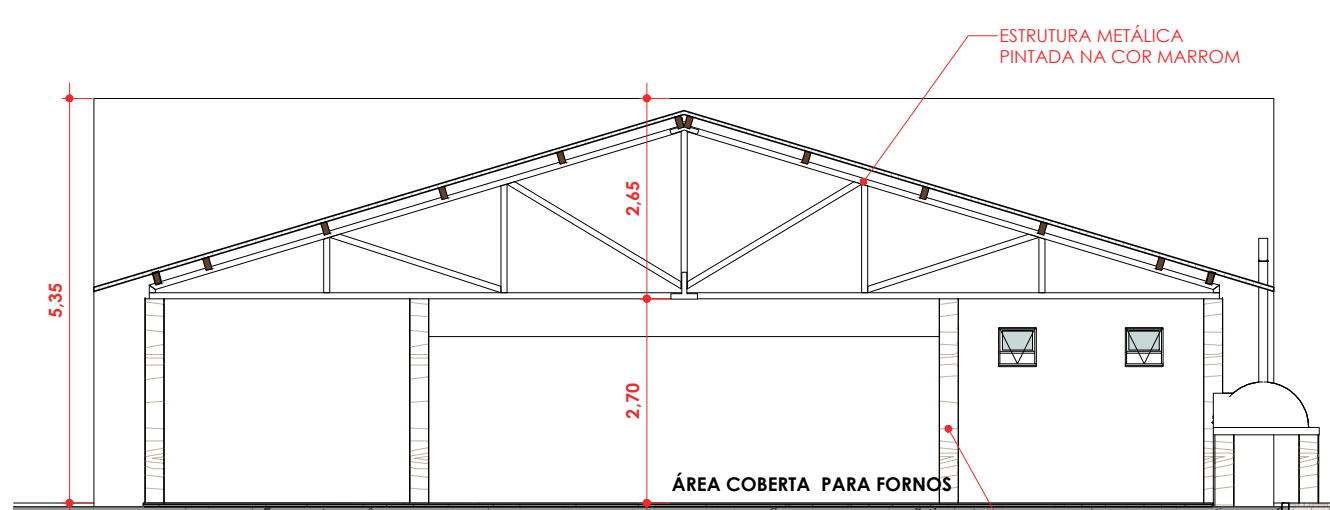 ESTRUTURA METÁLICA
PINTADA NA COR MARROM
2,65
5,35
2,70
ÁREA COBERTA PARA FORNOS